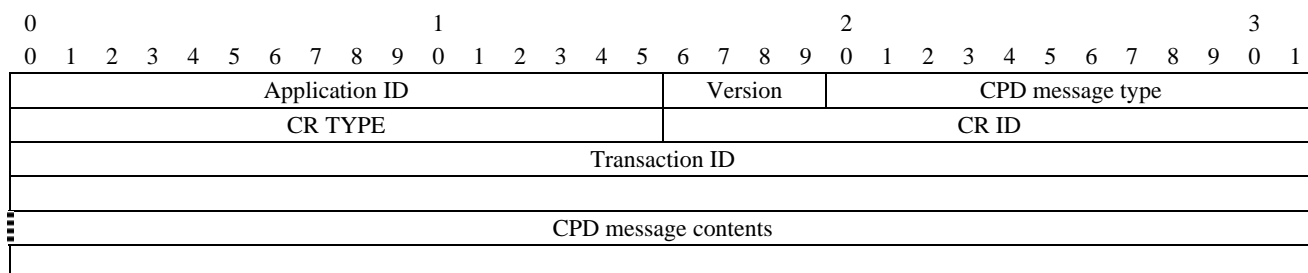 0 1 2 3
0 1 2 3 4 5 6 7 8 9 0 1 2 3 4 5 6 7 8 9 0 1 2 3 4 5 6 7 8 9 0 1
Application ID Version CPD message type
CR TYPE CR ID
Transaction ID
CPD message contents